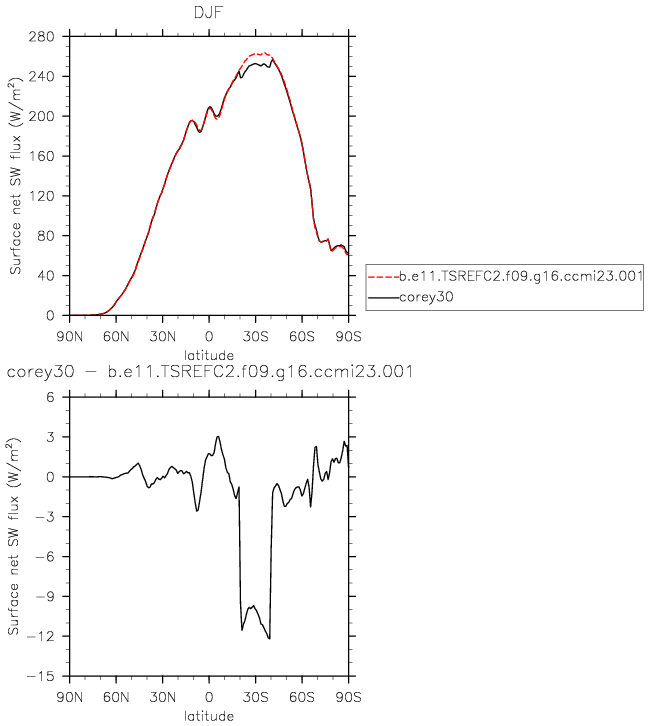 DJF
Surface net SW flux (W/m²)
280
240
200
160
120
80
40
0
90N 60N 30N 0 30S 60S 90S
latitude
b.e11.TSREFC2.f09.g16.ccmi23.001
corey30
corey30 − b.e11.TSREFC2.f09.g16.ccmi23.001
Surface net SW flux (W/m²)
6
3
0
−3
−6
−9
−12
−15
90N 60N 30N 0 30S 60S 90S
latitude